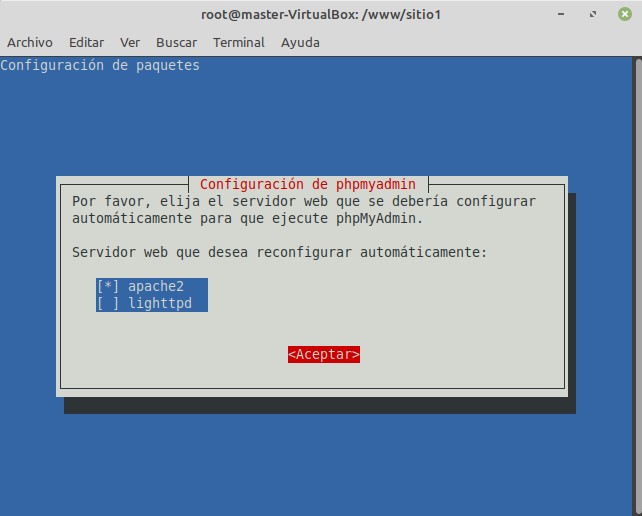 root@master-VirtualBox: /www/sitio1
Archivo Editar Ver Buscar Terminal Ayuda
Configuración de paquetes
Configuración de phpmyadmin
Por favor, elija el servidor web que se debería configurar
automáticamente para que ejecute phpMyAdmin.
Servidor web que desea reconfigurar automáticamente:
[*] apache2
[ ] lighttpd
<Aceptar>